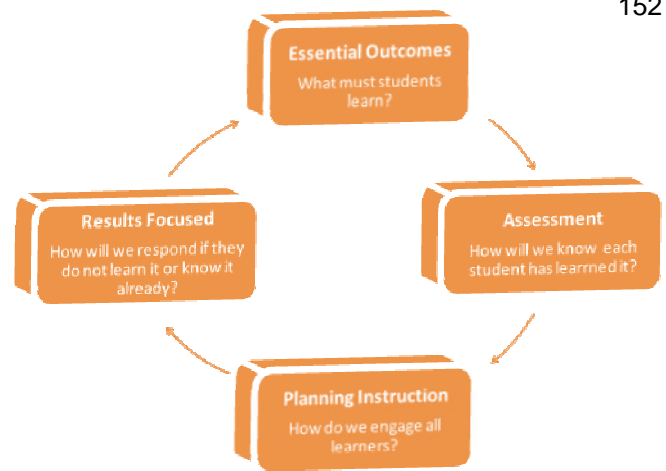 152
Essential Outcomes
What must students
learn?
Results Focused
How will we respond if they
do not learn it or know it
already?
Assessment
How will we know each
student has learrned it?
Planning Instruction
How do we engage all
learners?